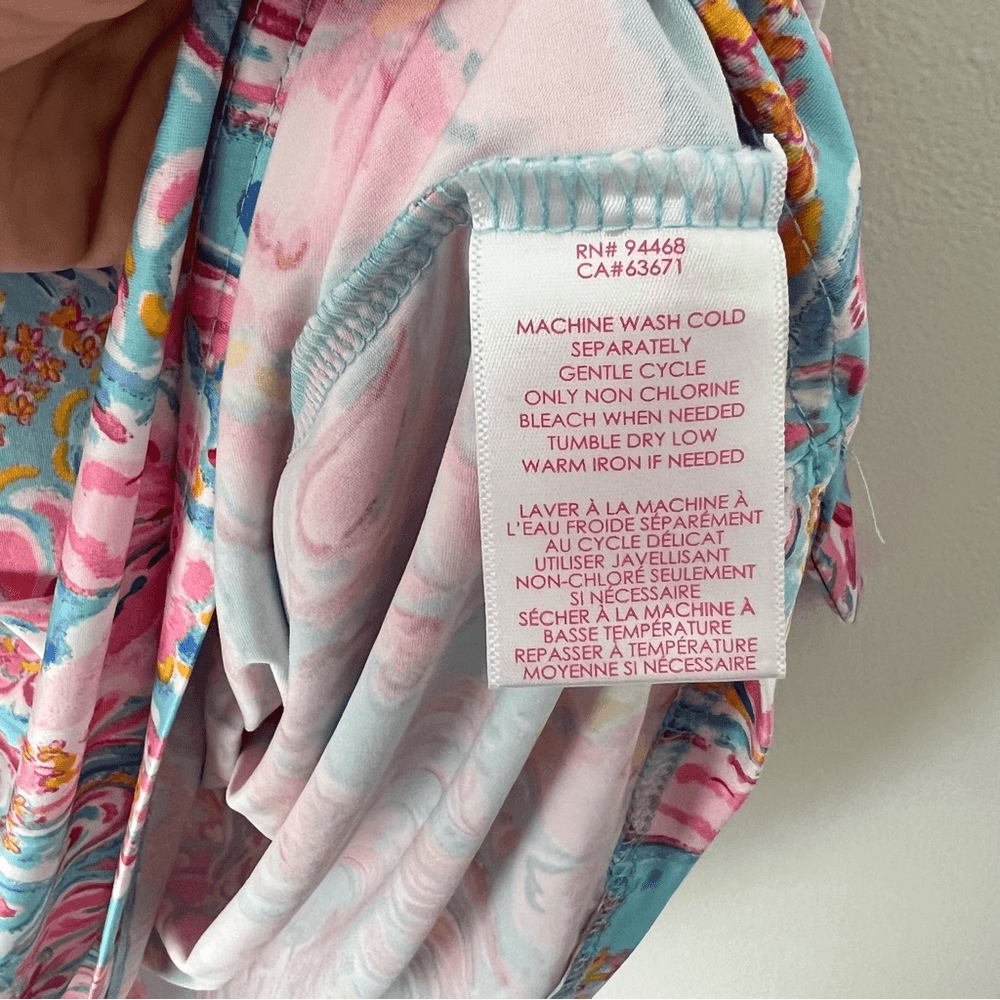 RN# 94468
CA#63671
MACHINE WASH COLD
SEPARATELY
GENTLE CYCLE
ONLY NON CHLORINE
BLEACH WHEN NEEDED
TUMBLE DRY LOW
WARM IRON IF NEEDED
LAVER À LA MACHINE À
L'EAU FROIDE SÉPARÉMENT
AU CYCLE DÉLICAT
UTILISER JAVELLISANT
NON-CHLORÉ SEULEMENT
SI NÉCESSAIRE
SÉCHER À LA MACHINE À
BASSE TEMPÉRATURE
REPASSER À TEMPÉRATURE
MOYENNE SI NÉCESSAIRE